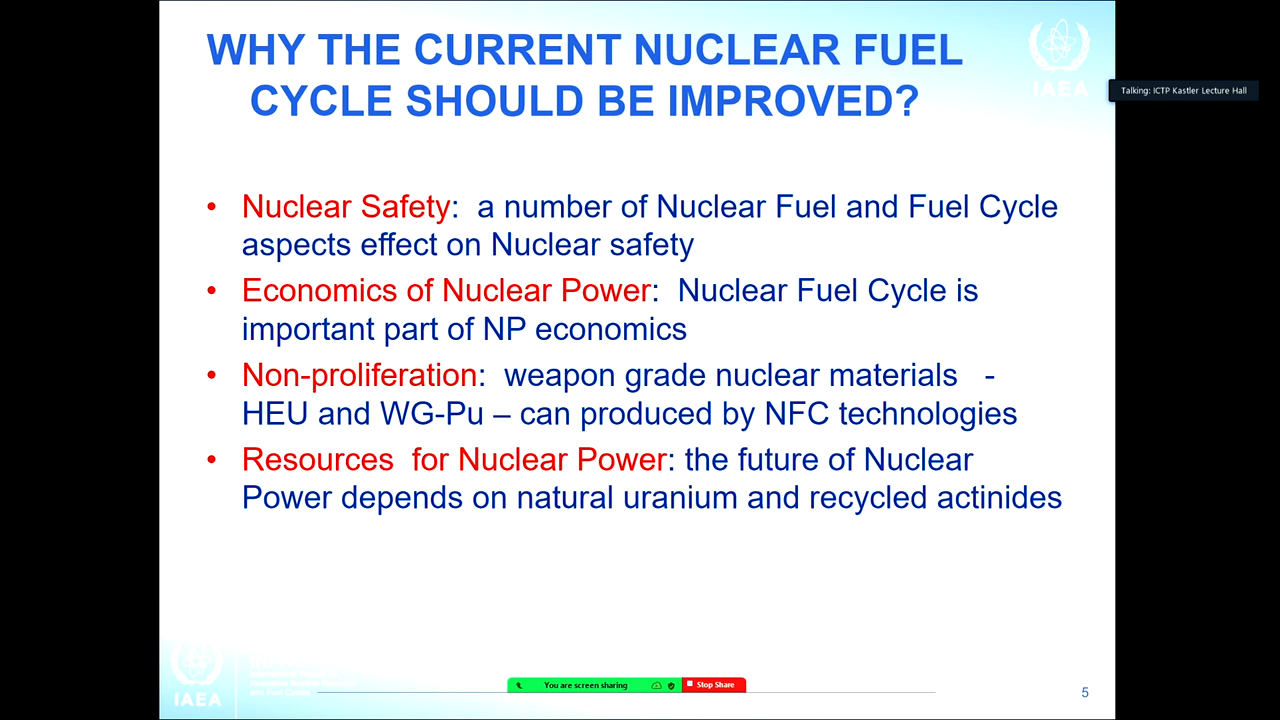 WHY THE CURRENT NUCLEAR FUEL
CYCLE SHOULD BE IMPROVED?
IAEA
Talking: ICTP Kastler Lecture Hall
• Nuclear Safety: a number of Nuclear Fuel and Fuel Cycle
aspects effect on Nuclear safety
• Economics of Nuclear Power: Nuclear Fuel Cycle is
important part of NP economics
• Non-proliferation: weapon grade nuclear materials -
HEU and WG-Pu – can produced by NFC technologies
• Resources for Nuclear Power: the future of Nuclear
Power depends on natural uranium and recycled actinides
IAEA
You are screen sharing
Stop Share
5